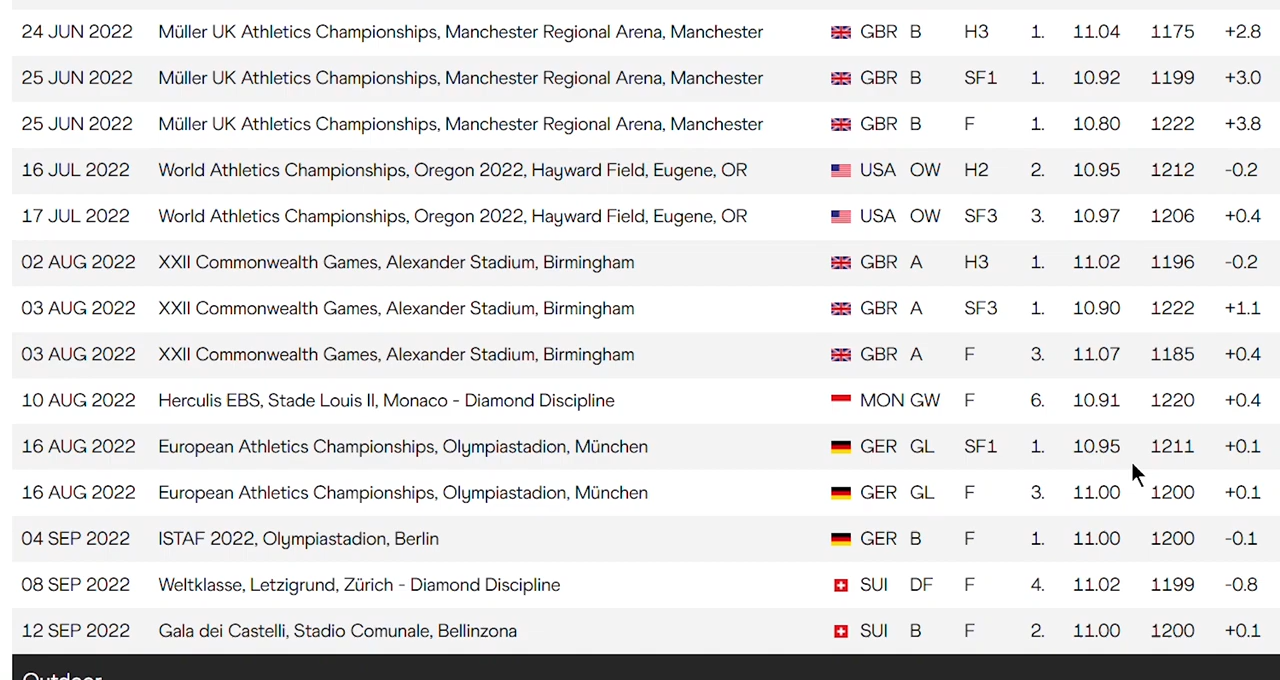 24 JUN 2022 Müller UK Athletics Championships, Manchester Regional Arena, Manchester GBR B H3 1. 11.04 1175 +2.8
25 JUN 2022 Müller UK Athletics Championships, Manchester Regional Arena, Manchester GBR B SF1 1. 10.92 1199 +3.0
25 JUN 2022 Müller UK Athletics Championships, Manchester Regional Arena, Manchester GBR B F 1. 10.80 1222 +3.8
16 JUL 2022 World Athletics Championships, Oregon 2022, Hayward Field, Eugene, OR USA OW H2 2. 10.95 1212 -0.2
17 JUL 2022 World Athletics Championships, Oregon 2022, Hayward Field, Eugene, OR USA OW SF3 3. 10.97 1206 +0.4
02 AUG 2022 XXII Commonwealth Games, Alexander Stadium, Birmingham GBR A H3 1. 11.02 1196 -0.2
03 AUG 2022 XXII Commonwealth Games, Alexander Stadium, Birmingham GBR A SF3 1. 10.90 1222 +1.1
03 AUG 2022 XXII Commonwealth Games, Alexander Stadium, Birmingham GBR A F 3. 11.07 1185 +0.4
10 AUG 2022 Herculis EBS, Stade Louis II, Monaco - Diamond Discipline MON GW F 6. 10.91 1220 +0.4
16 AUG 2022 European Athletics Championships, Olympiastadion, München GER GL SF1 1. 10.95 1211 +0.1
16 AUG 2022 European Athletics Championships, Olympiastadion, München GER GL F 3. 11.00 1200 +0.1
04 SEP 2022 ISTAF 2022, Olympiastadion, Berlin GER B F 1. 11.00 1200 -0.1
08 SEP 2022 Weltklasse, Letzigrund, Zürich - Diamond Discipline SUI DF F 4. 11.02 1199 -0.8
12 SEP 2022 Gala dei Castelli, Stadio Comunale, Bellinzona SUI B F 2. 11.00 1200 +0.1
Outdoor